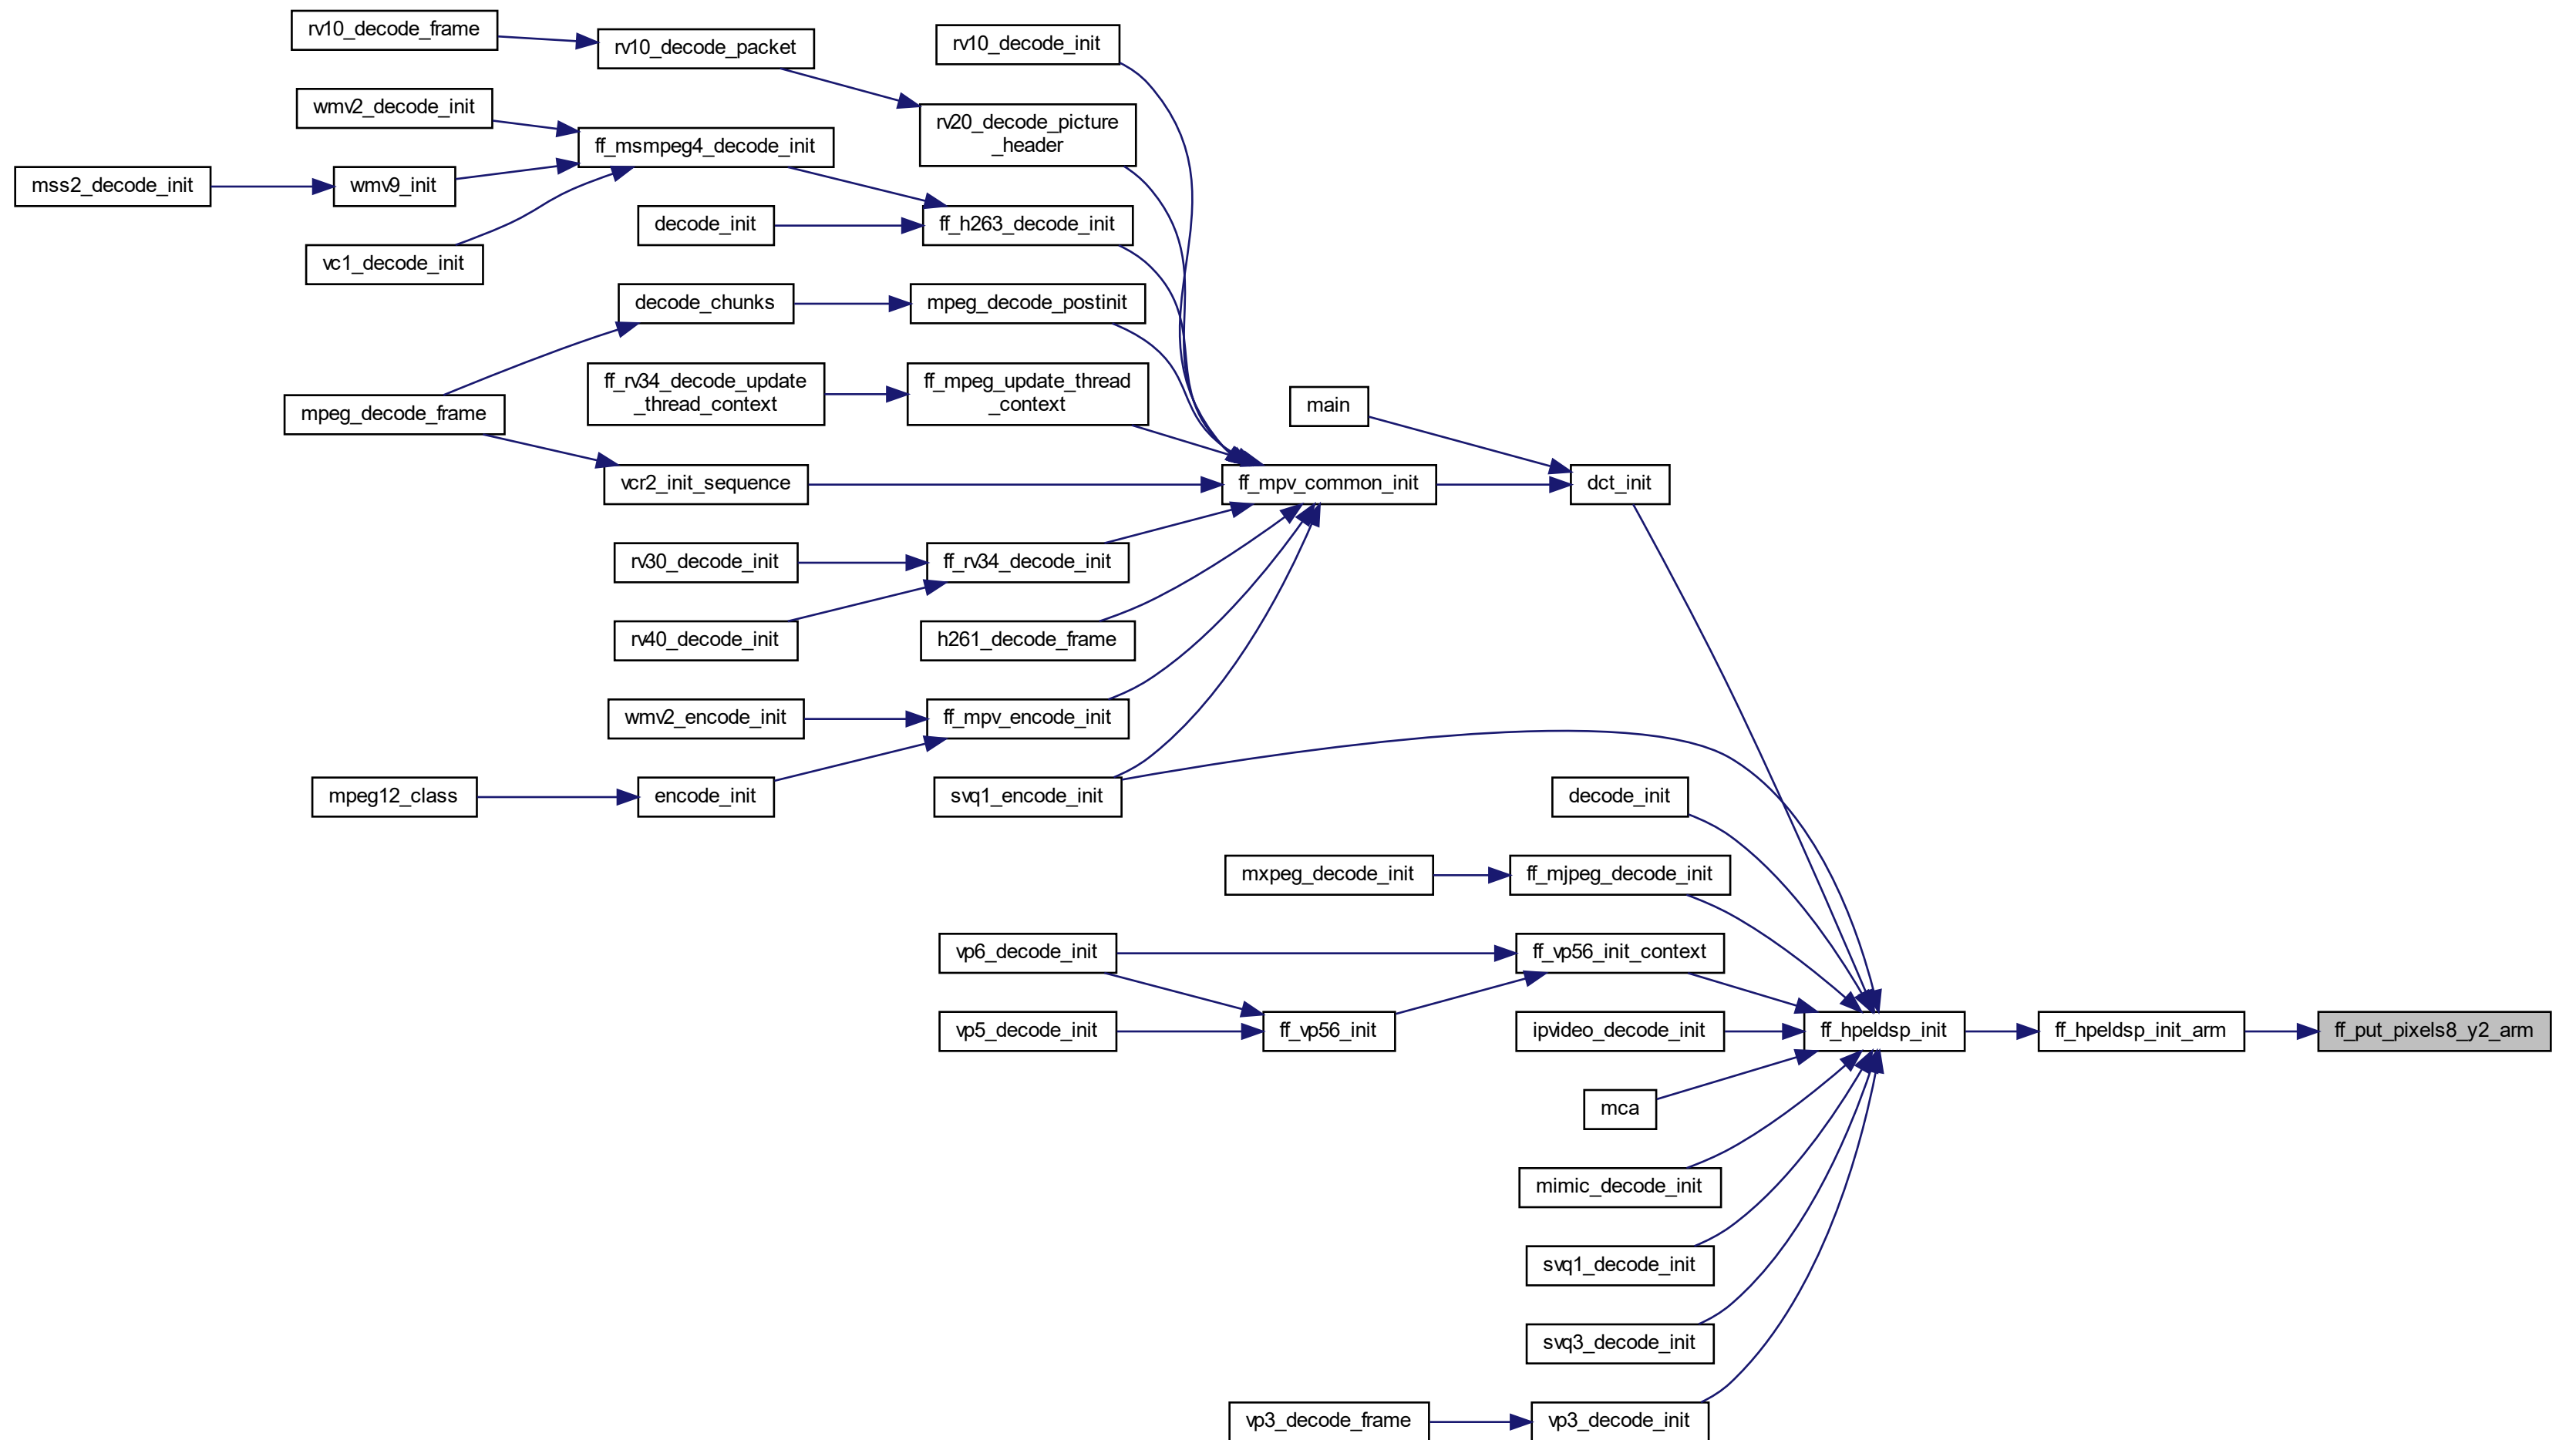 rv10_decode_frame
rv10_decode_packet
rv10_decode_init
wmv2_decode_init
rv20_decode_picture
_header
ff_msmpeg4_decode_init
mss2_decode_init
wmv9_init
decode_init
ff_h263_decode_init
vc1_decode_init
decode_chunks
mpeg_decode_postinit
ff_rv34_decode_update
_thread_context
ff_mpeg_update_thread
_context
main
mpeg_decode_frame
vcr2_init_sequence
ff_mpv_common_init
dct_init
rv30_decode_init
ff_rv34_decode_init
rv40_decode_init
h261_decode_frame
wmv2_encode_init
ff_mpv_encode_init
mpeg12_class
encode_init
svq1_encode_init
decode_init
mxpeg_decode_init
ff_mjpeg_decode_init
vp6_decode_init
ff_vp56_init_context
vp5_decode_init
ff_vp56_init
ipvideo_decode_init
ff_hpeldsp_init
ff_hpeldsp_init_arm
ff_put_pixels8_y2_arm
mca
mimic_decode_init
svq1_decode_init
svq3_decode_init
vp3_decode_frame
vp3_decode_init